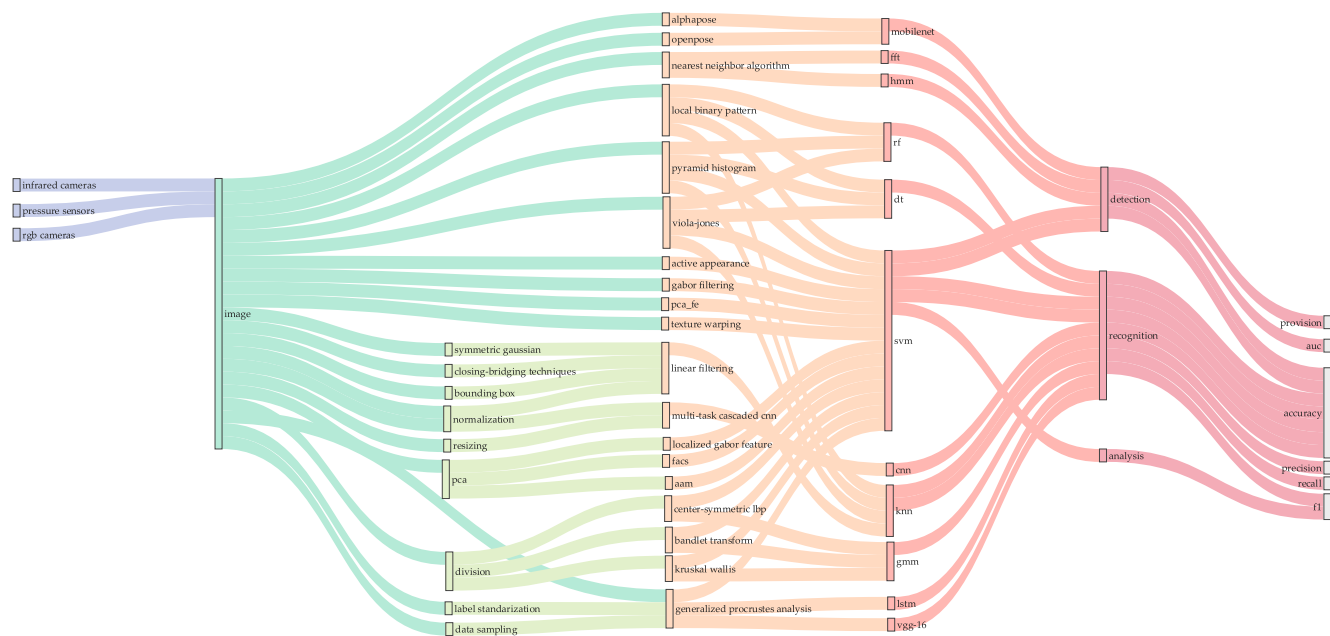 infrared cameras
pressure sensors
rgb cameras
image
symmetric gaussian
closing-bridging techniques
bounding box
normalization
resizing
pca
division
label standarization
data sampling
alphapose
openpose
nearest neighbor algorithm
local binary pattern
pyramid histogram
viola-jones
active appearance
gabor filtering
pca_fe
texture warping
linear filtering
multi-task cascaded cnn
localized gabor feature
facs
aam
center-symmetric lbp
bandlet transform
kruskal wallis
generalized procrustes analysis
mobilenet
fft
hmm
rf
dt
svm
cnn
knn
gmm
lstm
vgg-16
detection
recognition
analysis
provision
auc
accuracy
precision
recall
f1